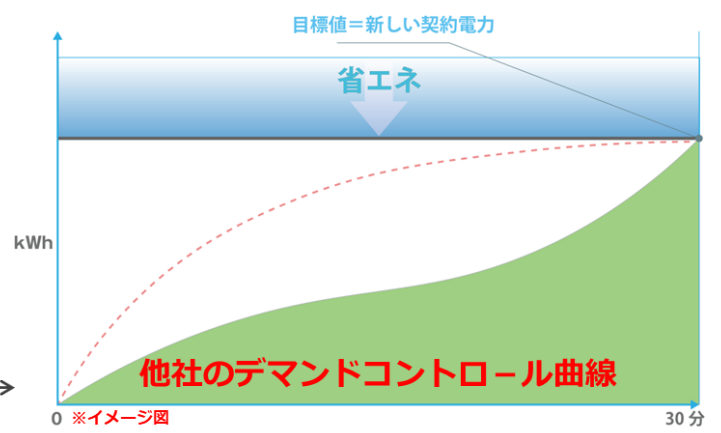 目標値＝新しい契約電力
省エネ
kWh
他社のデマンドコントロール曲線
0 ※イメージ図
30 分